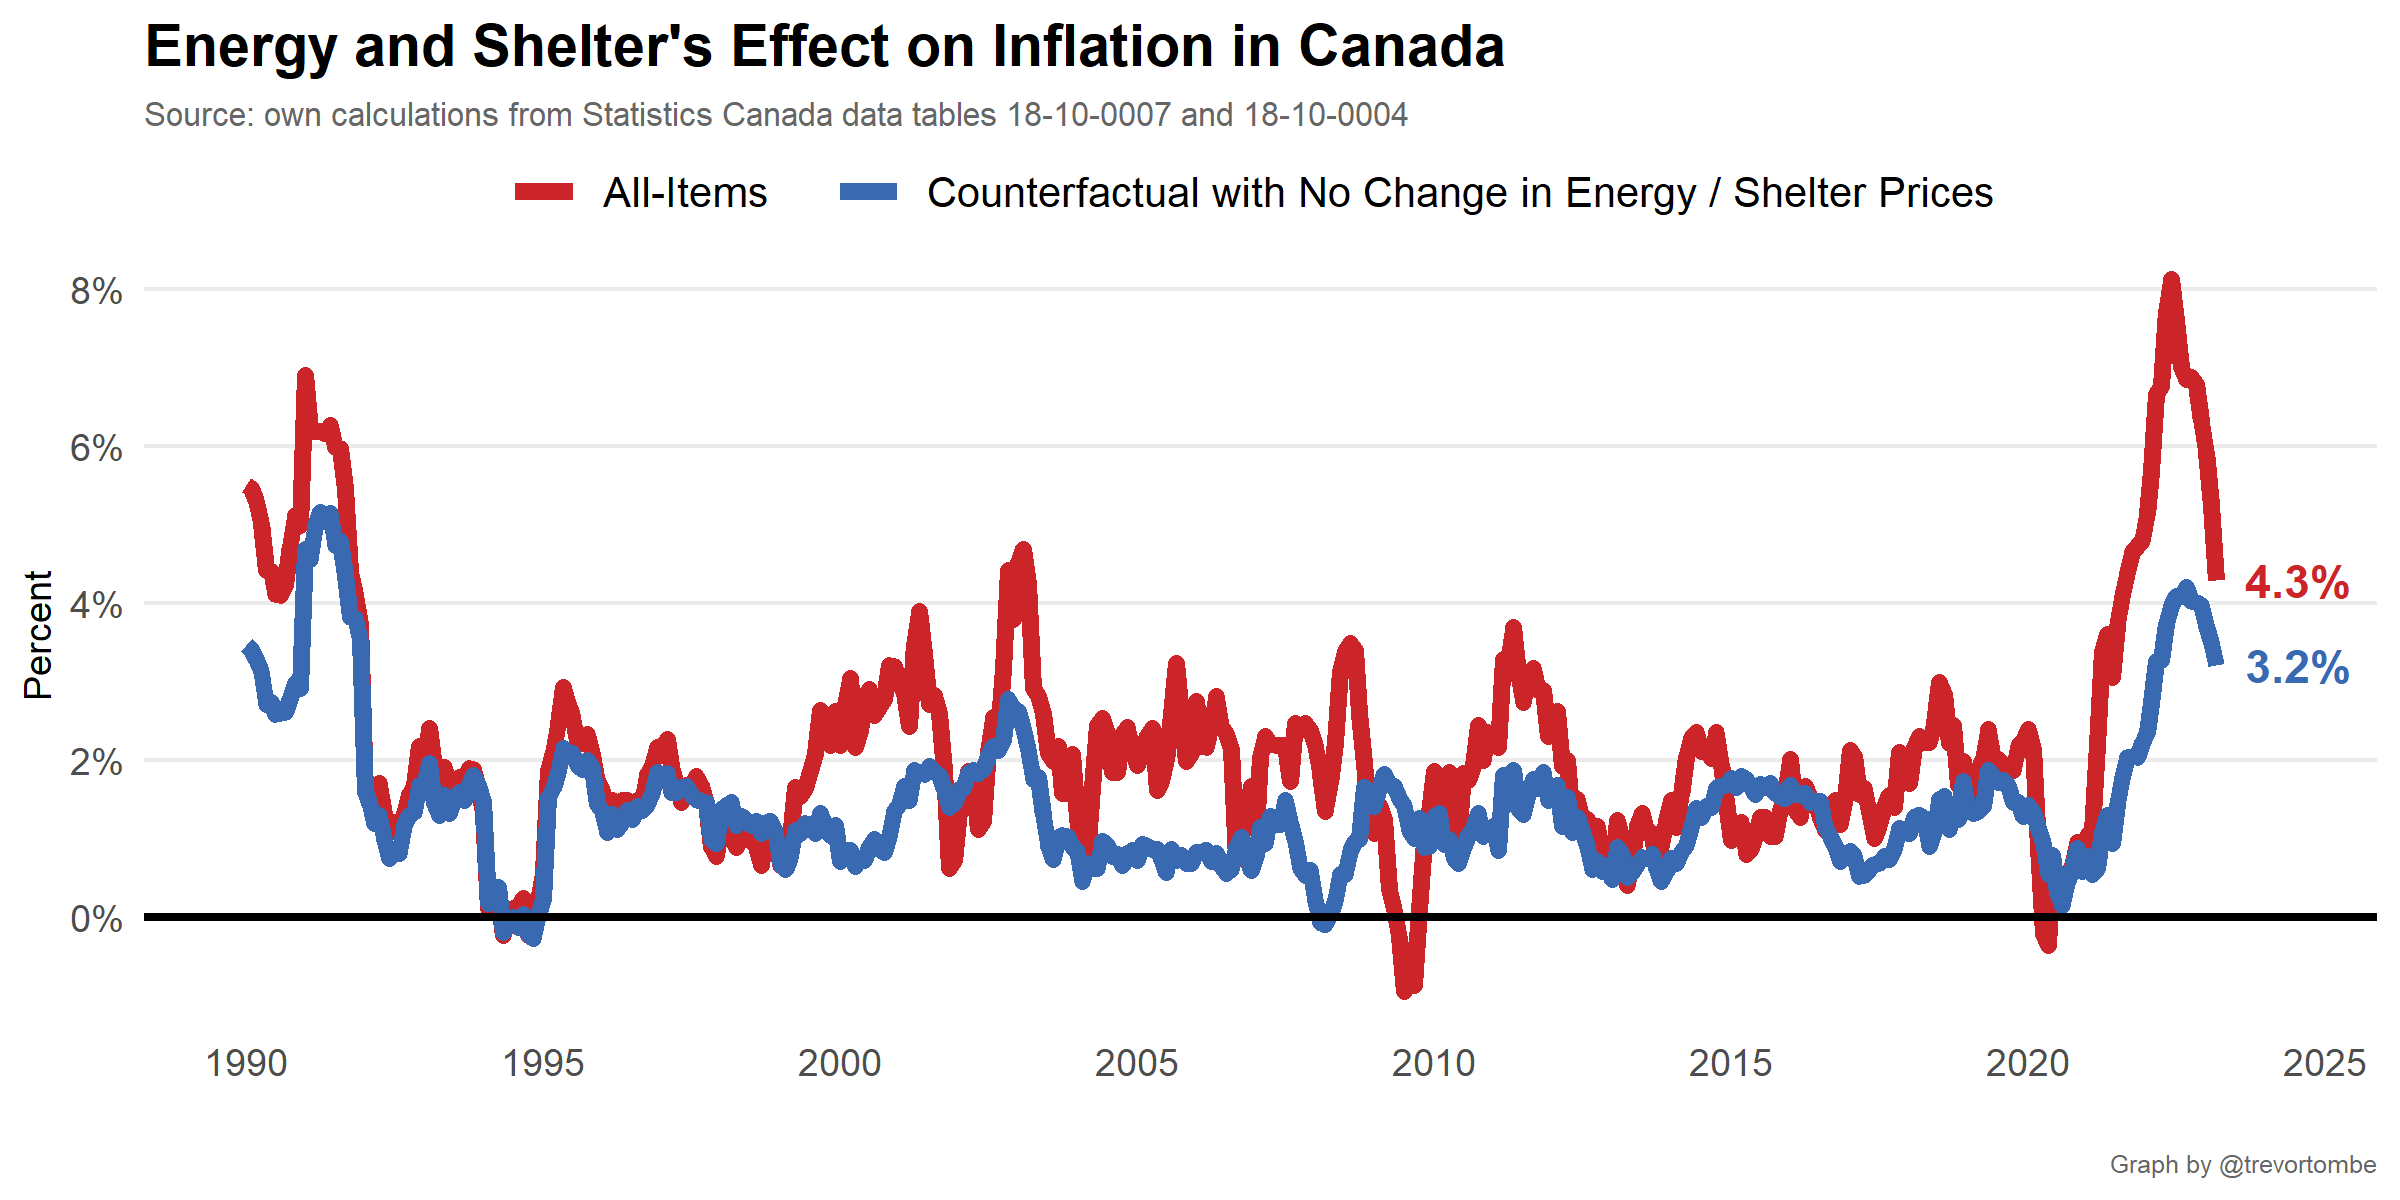 Energy and Shelter's Effect on Inflation in Canada
Source: own calculations from Statistics Canada data tables 18-10-0007 and 18-10-0004
All-Items
Counterfactual with No Change in Energy / Shelter Prices
Percent
8%
6%
4%
2%
0%
4.3%
3.2%
1990 1995 2000 2005 2010 2015 2020 2025
Graph by @trevortombe